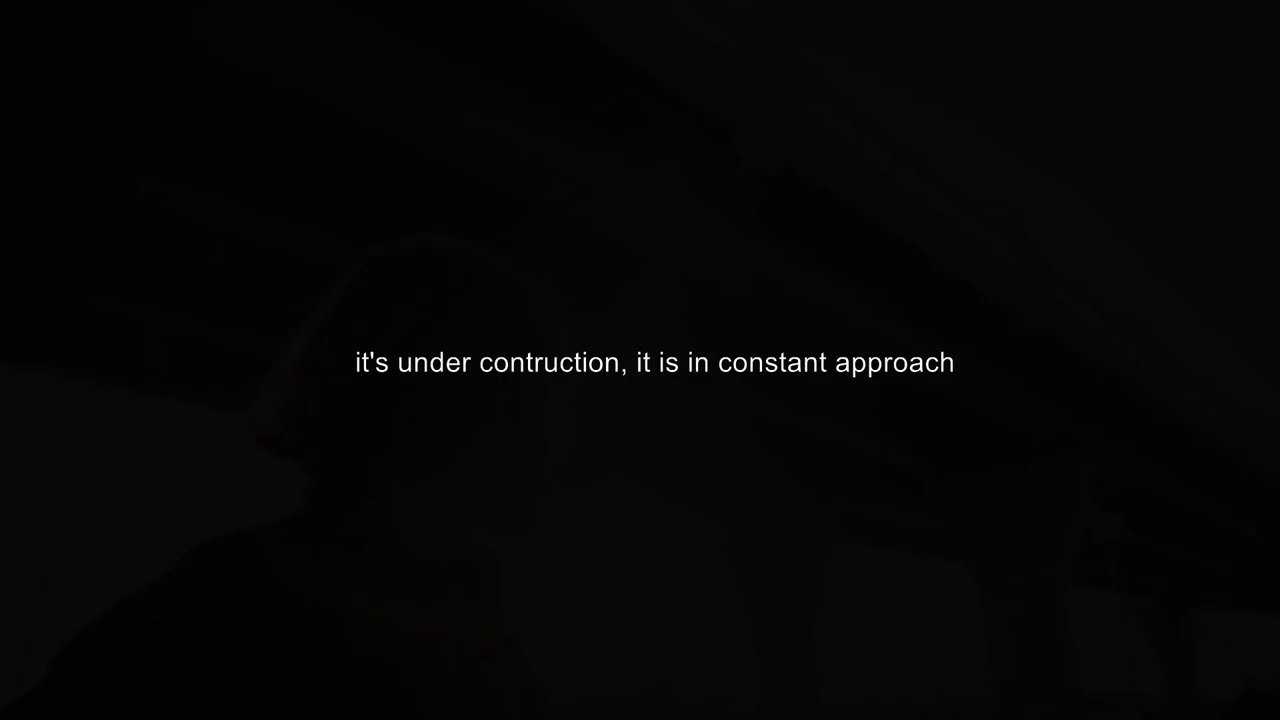 it's under contruction, it is in constant approach